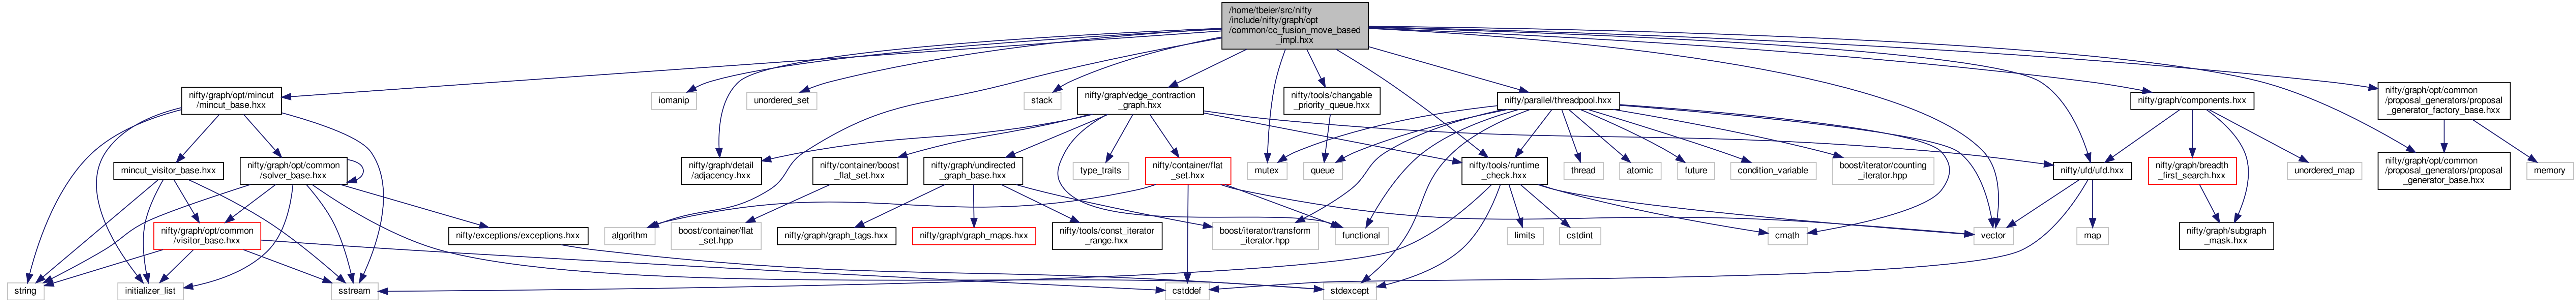 /home/tbeier/src/nifty
/include/nifty/graph/opt
/common/cc_fusion_move_based
_impl.hxx
nifty/graph/opt/mincut
/mincut_base.hxx
iomanip
unordered_set
stack
nifty/graph/edge_contraction
_graph.hxx
nifty/tools/changable
_priority_queue.hxx
nifty/parallel/threadpool.hxx
nifty/graph/components.hxx
nifty/graph/opt/common
/proposal_generators/proposal
_generator_factory_base.hxx
mincut_visitor_base.hxx
nifty/graph/opt/common
/solver_base.hxx
nifty/graph/detail
/adjacency.hxx
nifty/container/boost
_flat_set.hxx
nifty/graph/undirected
_graph_base.hxx
type_traits
nifty/container/flat
_set.hxx
mutex
queue
nifty/tools/runtime
_check.hxx
thread
atomic
future
condition_variable
boost/iterator/counting
_iterator.hpp
nifty/ufd/ufd.hxx
nifty/graph/breadth
_first_search.hxx
unordered_map
nifty/graph/opt/common
/proposal_generators/proposal
_generator_base.hxx
memory
nifty/graph/opt/common
/visitor_base.hxx
nifty/exceptions/exceptions.hxx
algorithm
boost/container/flat
_set.hpp
nifty/graph/graph_tags.hxx
nifty/graph/graph_maps.hxx
nifty/tools/const_iterator
_range.hxx
boost/iterator/transform
_iterator.hpp
functional
limits
cstdint
cmath
vector
map
nifty/graph/subgraph
_mask.hxx
string
initializer_list
sstream
cstddef
stdexcept